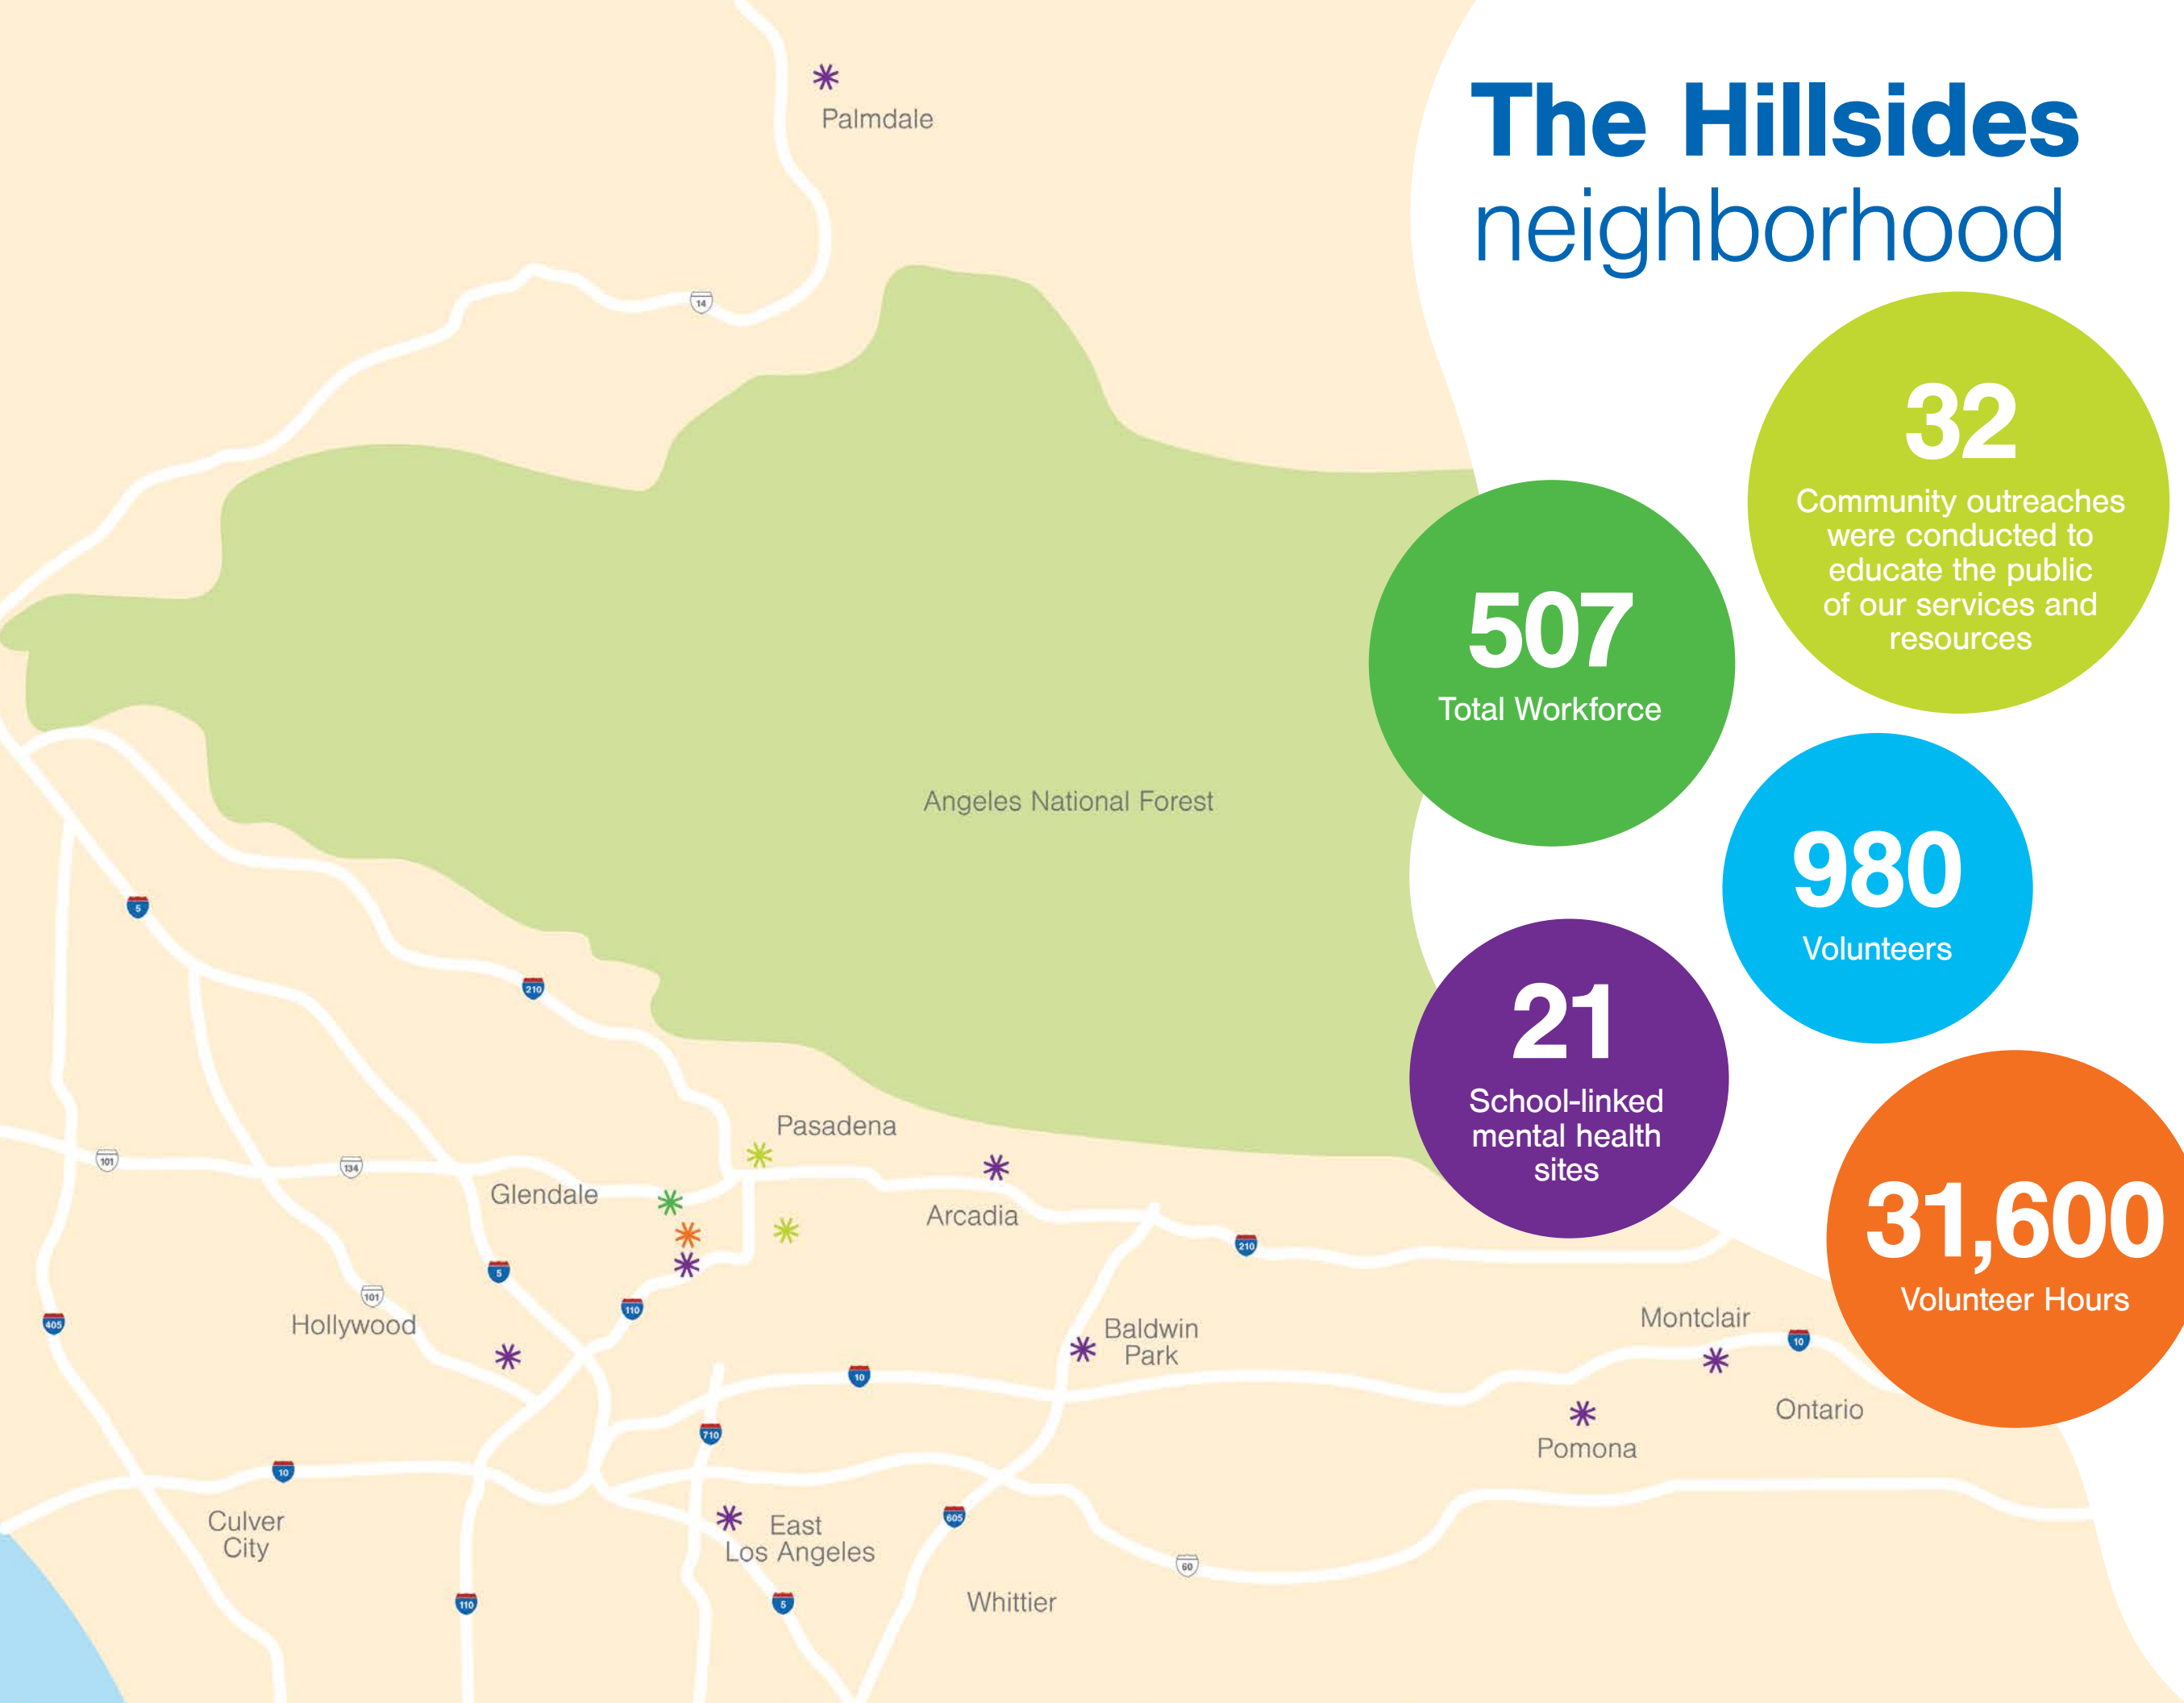 The Hillsides
neighborhood
Palmdale
14
32
Community outreaches
were conducted to
educate the public
of our services and
resources
507
Total Workforce
Angeles National Forest
980
Volunteers
5
210
21
School-linked
mental health
sites
Pasadena
101
134
Glendale
Arcadia
31,600
Volunteer Hours
210
5
101
110
405
Hollywood
Baldwin
Park
Montclair
10
10
Ontario
710
Pomona
10
Culver
City
605
East
Los Angeles
60
110
5
Whittier